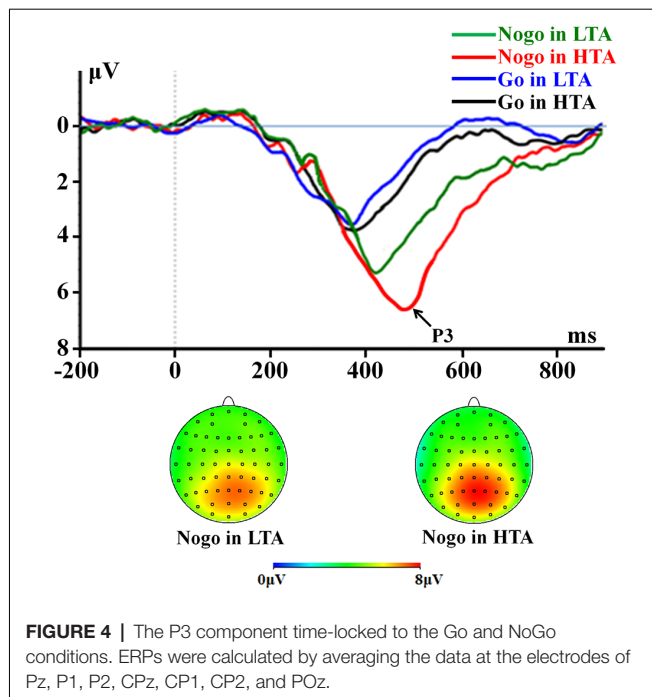 Nogo in LTA
Nogo in HTA
Go in LTA
Go in HTA
μV
0
2
4
6
8
P3
ms
-200 0 200 400 600 800
Nogo in LTA Nogo in HTA
0μV 8μV
FIGURE 4 | The P3 component time-locked to the Go and NoGo
conditions. ERPs were calculated by averaging the data at the electrodes of
Pz, P1, P2, CPz, CP1, CP2, and POz.